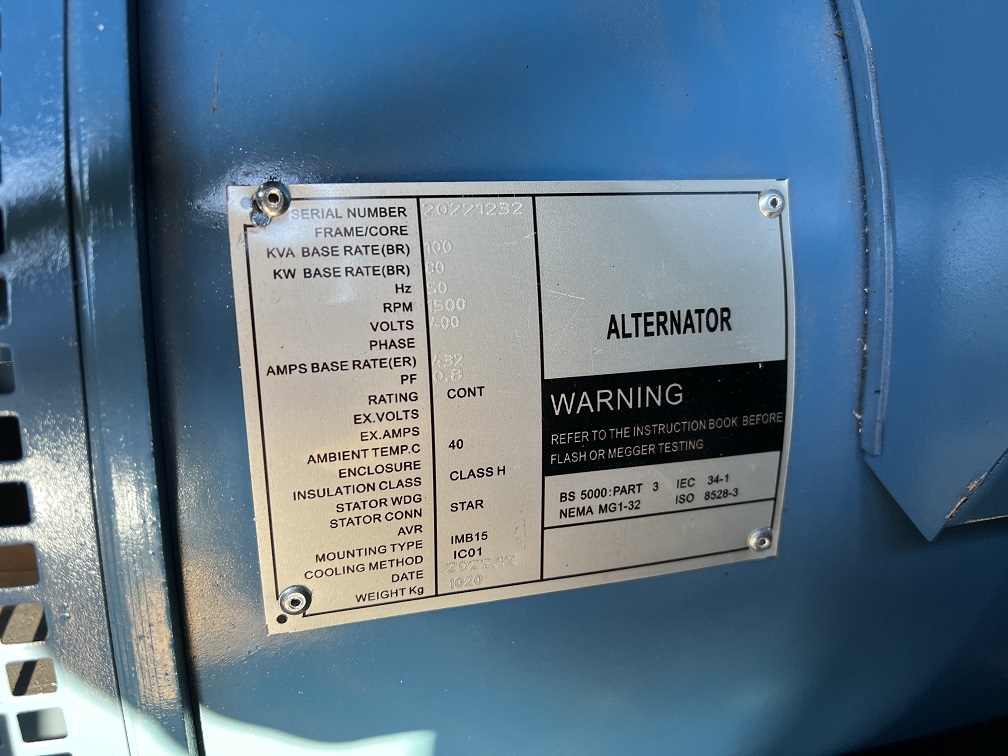 SERIAL NUMBER 20221232
FRAME/CORE
KVA BASE RATE(BR)
KW BASE RATE(BR)
Hz
RPM 1500
VOLTS 400
PHASE
AMPS BASE RATE(ER) 432
PF 0.8
RATING CONT
EX.VOLTS
EX.AMPS
AMBIENT TEMP.C 40
ENCLOSURE
INSULATION CLASS CLASS H
STATOR WDG
STATOR CONN STAR
AVR
MOUNTING TYPE IMB15
COOLING METHOD IC01
DATE 2022/12
WEIGHT Kg 1020
ALTERNATOR
WARNING
REFER TO THE INSTRUCTION BOOK BEFORE
FLASH OR MEGGER TESTING
BS 5000:PART 3 IEC 34-1
NEMA MG1-32 ISO 8528-3